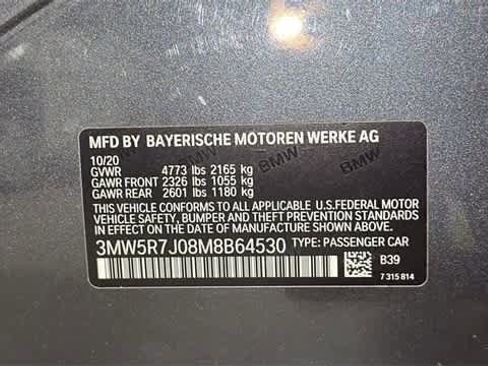 MFD BY BAYERISCHE MOTOREN WERKE AG
10/20
GVWR 4773 lbs 2165 kg
GAWR FRONT 2326 lbs 1055 kg
GAWR REAR 2601 lbs 1180 kg
THIS VEHICLE CONFORMS TO ALL APPLICABLE U.S.FEDERAL MOTOR
VEHICLE SAFETY, BUMPER AND THEFT PREVENTION STANDARDS
IN EFFECT ON THE DATE OF MANUFACTURE SHOWN ABOVE.
3MW5R7J08M8B64530 TYPE: PASSENGER CAR
B39
7 315 814
BMW
BMW
BMW